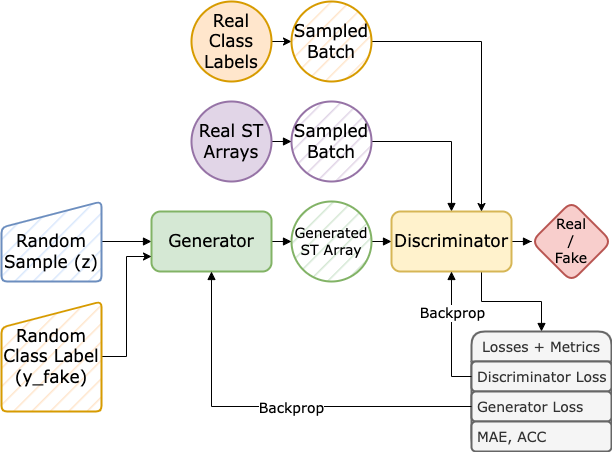 Real
Class
Labels
Sampled
Batch
Real ST
Arrays
Sampled
Batch
Random
Sample (z)
Generator
Generated
ST Array
Discriminator
Real
/
Fake
Backprop
Random
Class Label
(y_fake)
Losses + Metrics
Discriminator Loss
Backprop
Generator Loss
MAE, ACC